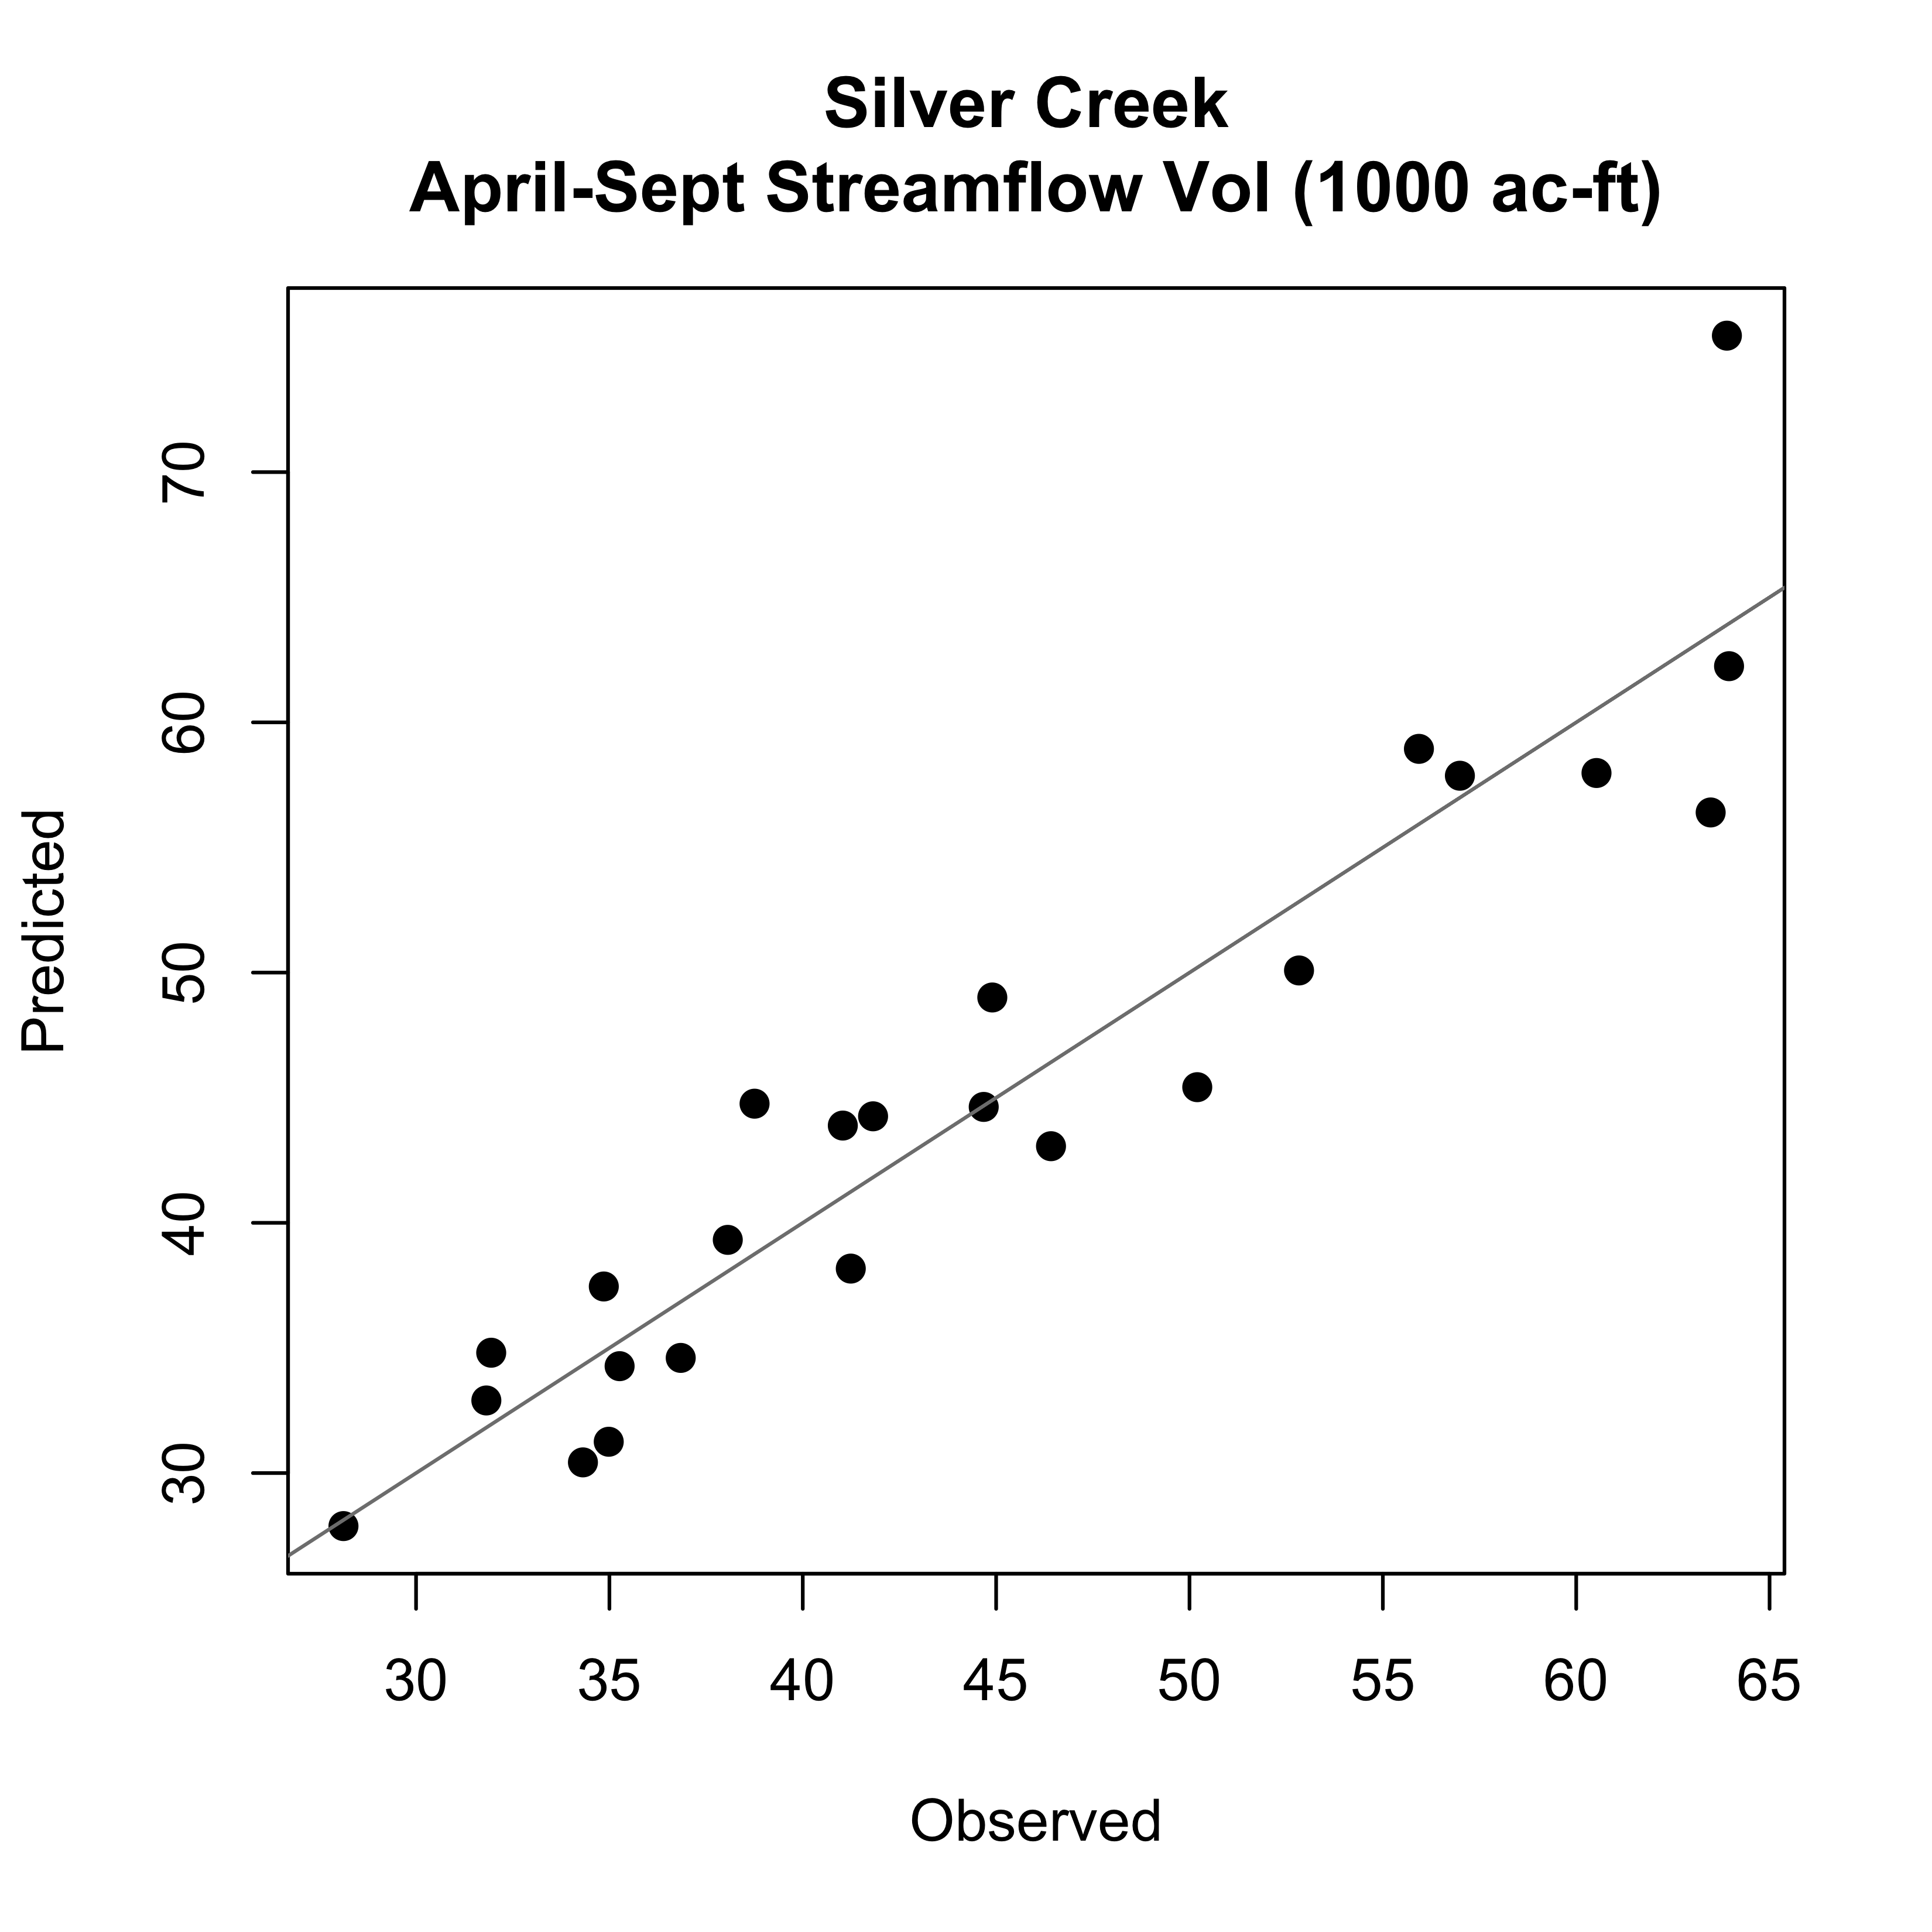 Silver Creek
April-Sept Streamflow Vol (1000 ac-ft)
Predicted
70
60
50
40
30
30 35 40 45 50 55 60 65
Observed